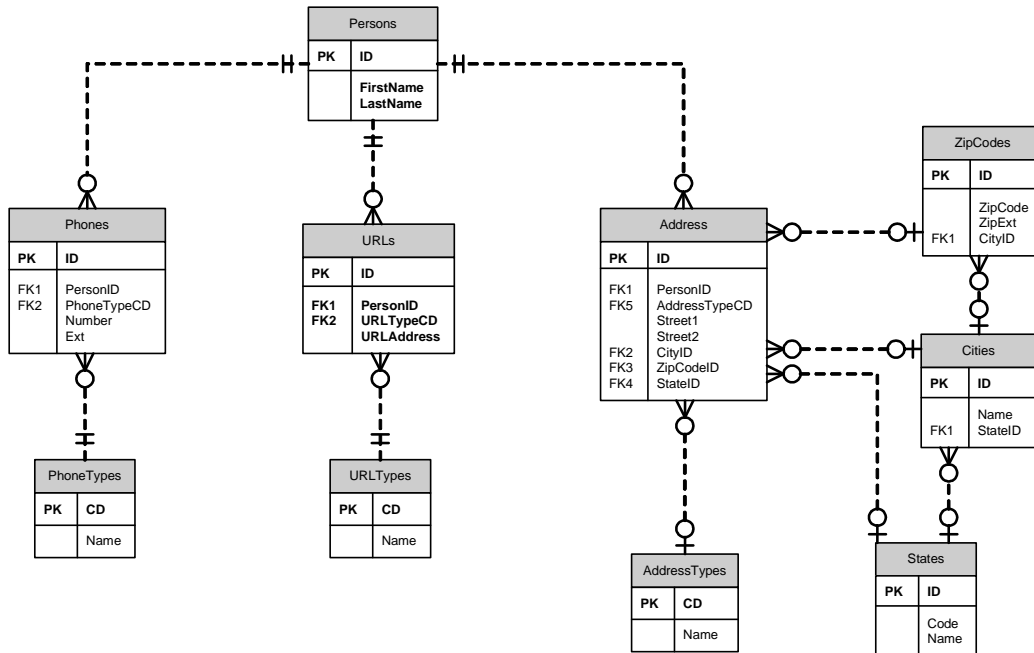 Persons
PK ID
FirstName
LastName
ZipCodes
PK ID
ZipCode
ZipExt
FK1 CityID
Phones
PK ID
FK1 PersonID
FK2 PhoneTypeCD
Number
Ext
URLs
PK ID
FK1 PersonID
FK2 URLTypeCD
URLAddress
Address
PK ID
FK1 PersonID
FK5 AddressTypeCD
Street1
Street2
FK2 CityID
FK3 ZipCodeID
FK4 StateID
Cities
PK ID
Name
FK1 StateID
PhoneTypes
PK CD
Name
URLTypes
PK CD
Name
AddressTypes
PK CD
Name
States
PK ID
Code
Name